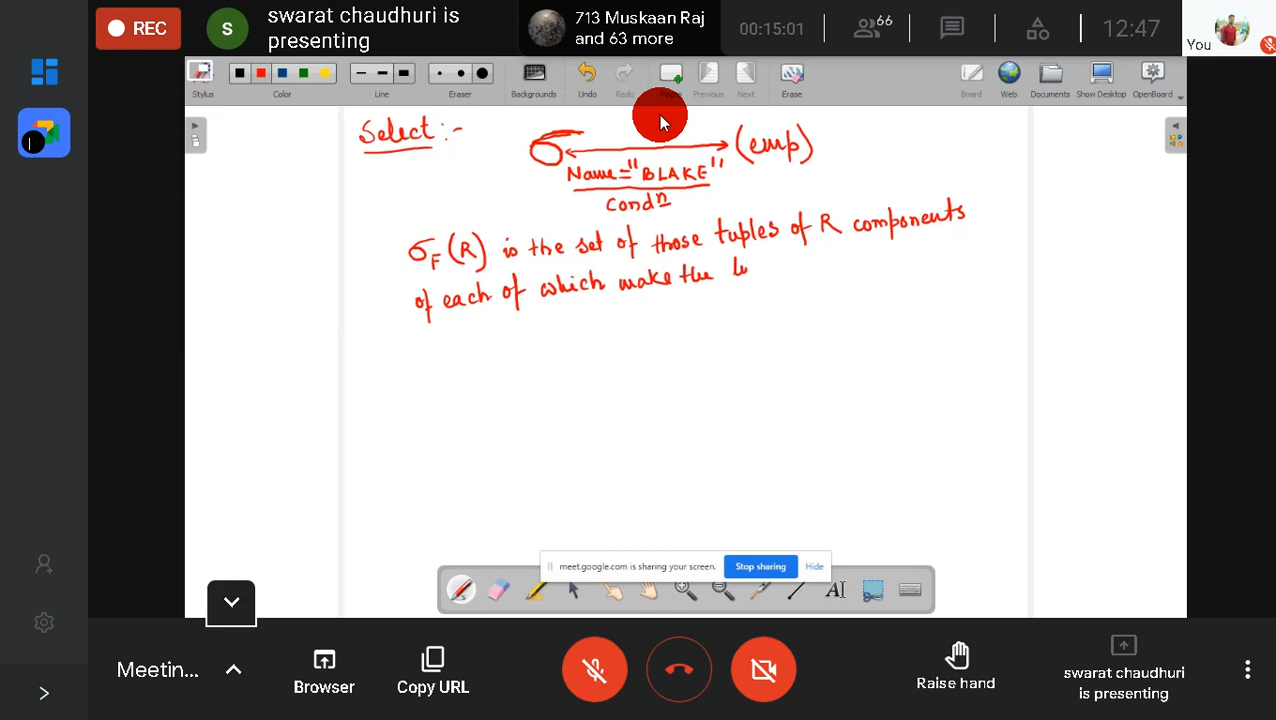 REC
S
swarat chaudhuri is
presenting
713 Muskaan Raj
and 63 more
00:15:01
66
12:47
You
Stylus
Color
Line
Eraser
Backgrounds
Undo
Redo
Pages
Previous
Next
Erase
Board
Web
Documents
Show Desktop
OpenBoard
Select :-
σ (emp)
Name="BLAKE"
Condn
σF(R) is the set of those tuples of R components
of each of which make the
meet.google.com is sharing your screen.
Stop sharing
Hide
AI
Meetin...
Browser
Copy URL
Raise hand
swarat chaudhuri
is presenting